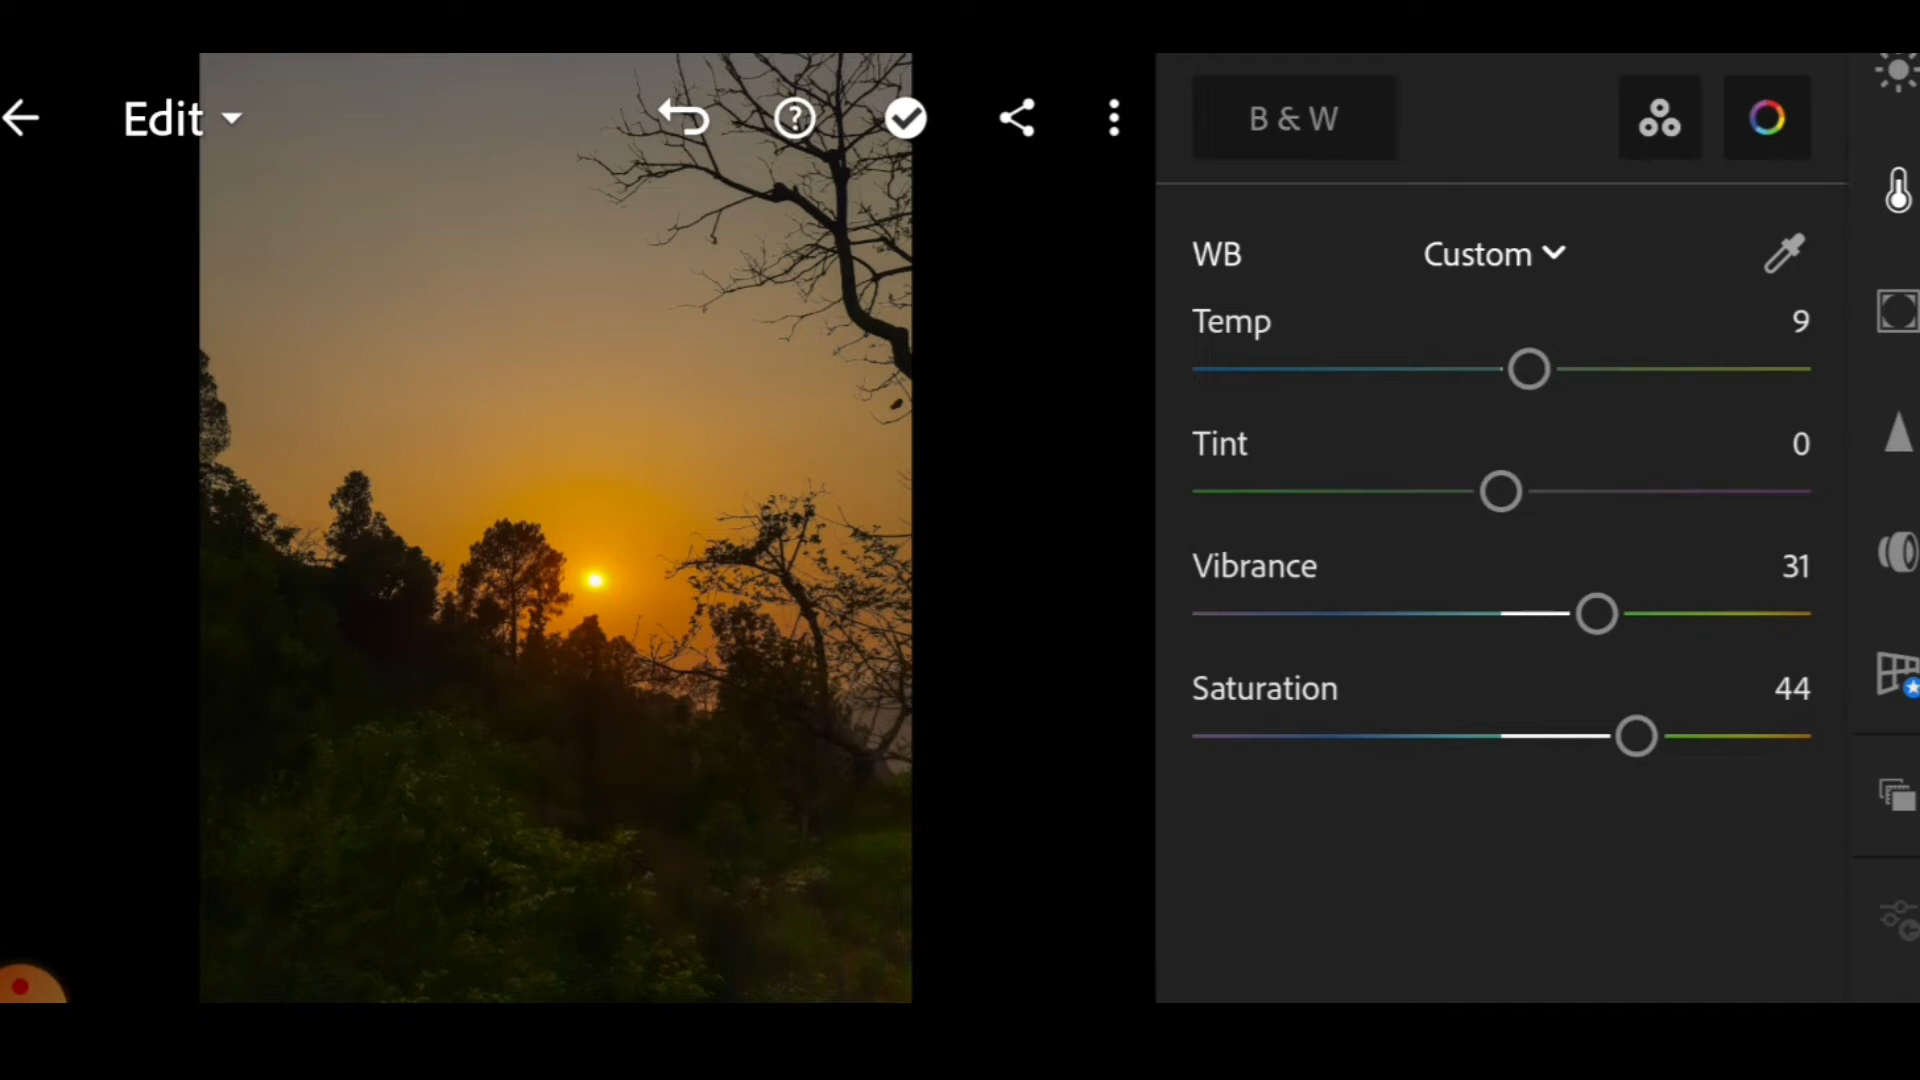 Edit
B & W
WB Custom
Temp 9
Tint 0
Vibrance 31
Saturation 44